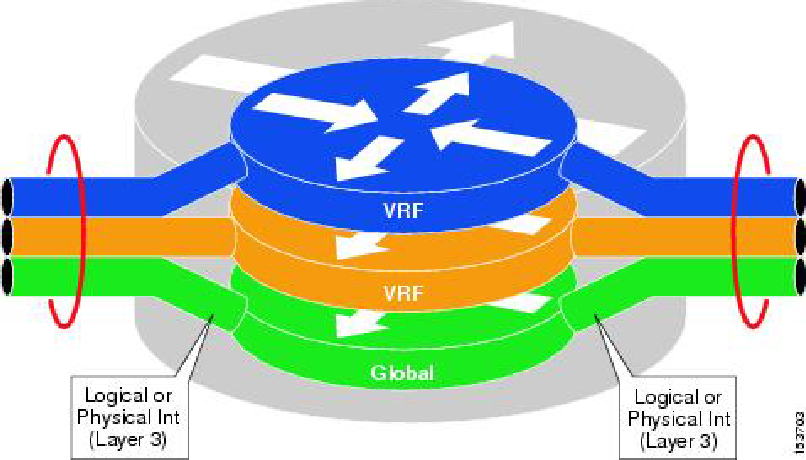 VRF
VRF
Global
Logical or
Physical Int
(Layer 3)
Logical or
Physical Int
(Layer 3)
153703